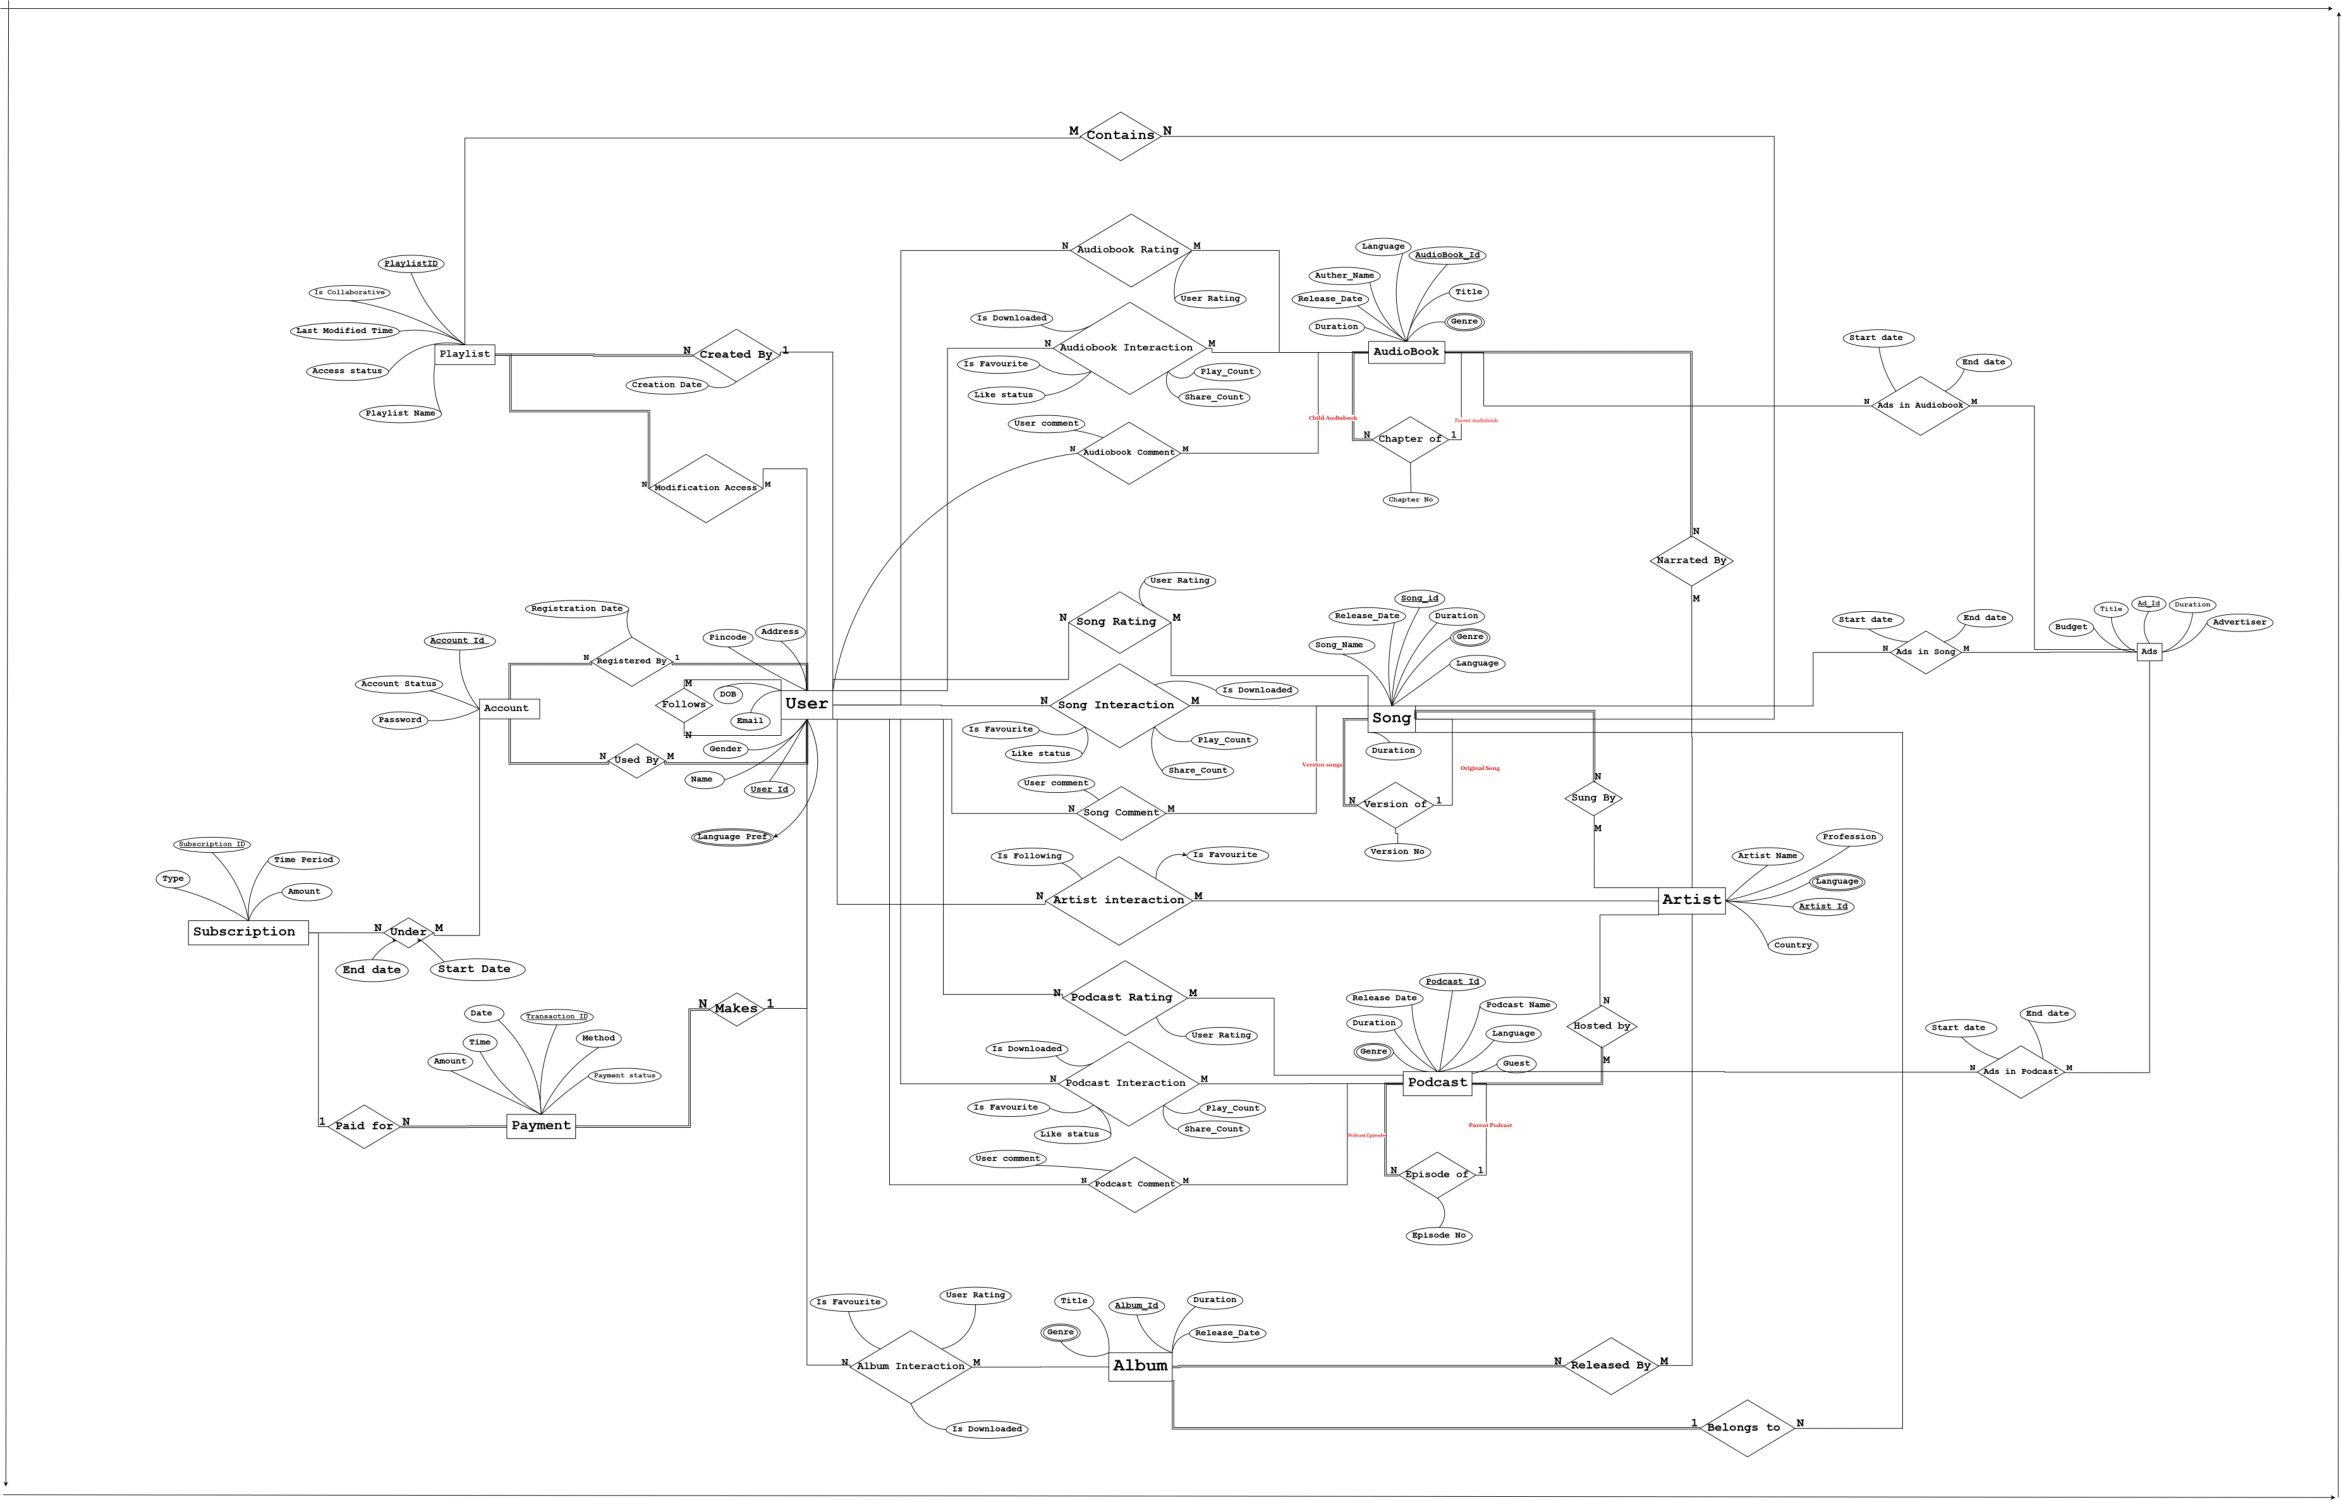 M
Contains
N
N
Audiobook Rating
M
User Rating
PlaylistID
Is Collaborative
Last Modified Time
Access status
Playlist Name
Playlist
N
Created By
1
Creation Date
N
Modification Access
M
Is Downloaded
N
Audiobook Interaction
M
Is Favourite
Like status
Play_Count
Share_Count
User comment
N
Audiobook Comment
M
Language
AudioBook_Id
Auther_Name
Release_Date
Title
Duration
Genre
AudioBook
Child Audiobook
Parent Audiobook
N
Chapter of
1
Chapter No
Start date
End date
N
Ads in Audiobook
M
N
Narrated By
M
Registration Date
Account Id
Account Status
Password
Account
N
Registered By
1
Pincode
Address
M
Follows
N
DOB
Email
User
Gender
Name
User Id
Language Pref
N
Used By
M
User Rating
N
Song Rating
M
Is Downloaded
N
Song Interaction
M
Is Favourite
Like status
Play_Count
Share_Count
User comment
N
Song Comment
M
Song_id
Release_Date
Duration
Song_Name
Genre
Language
Song
Duration
Version songs
Original Song
N
Version of
1
Version No
N
Sung By
M
Start date
End date
N
Ads in Song
M
Title
Ad_Id
Duration
Budget
Advertiser
Ads
Subscription ID
Time Period
Type
Amount
Subscription
N
Under
M
End date
Start Date
Is Following
Is Favourite
N
Artist interaction
M
Profession
Artist Name
Language
Artist Id
Country
Artist
N
Makes
1
Date
Transaction ID
Time
Method
Amount
Payment status
Payment
1
Paid for
N
N
Podcast Rating
M
User Rating
Is Downloaded
N
Podcast Interaction
M
Is Favourite
Like status
Play_Count
Share_Count
User comment
N
Podcast Comment
M
Podcast Id
Release Date
Podcast Name
Duration
Language
Genre
Guest
Podcast
Podcast Episode
Parent Podcast
N
Episode of
1
Episode No
N
Hosted by
M
Start date
End date
N
Ads in Podcast
M
Is Favourite
User Rating
N
Album Interaction
M
Is Downloaded
Title
Album_Id
Duration
Genre
Release_Date
Album
N
Released By
M
1
Belongs to
N